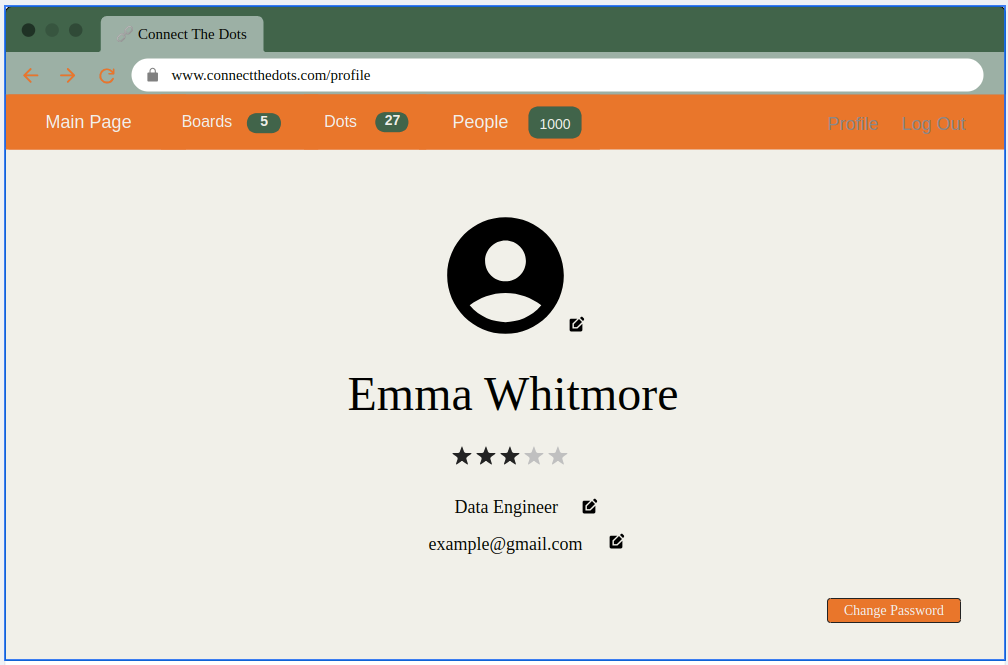 Connect The Dots
www.connectthedots.com/profile
Main Page Boards 5 Dots 27 People 1000 Profile Log Out
Emma Whitmore
Data Engineer
example@gmail.com
Change Password